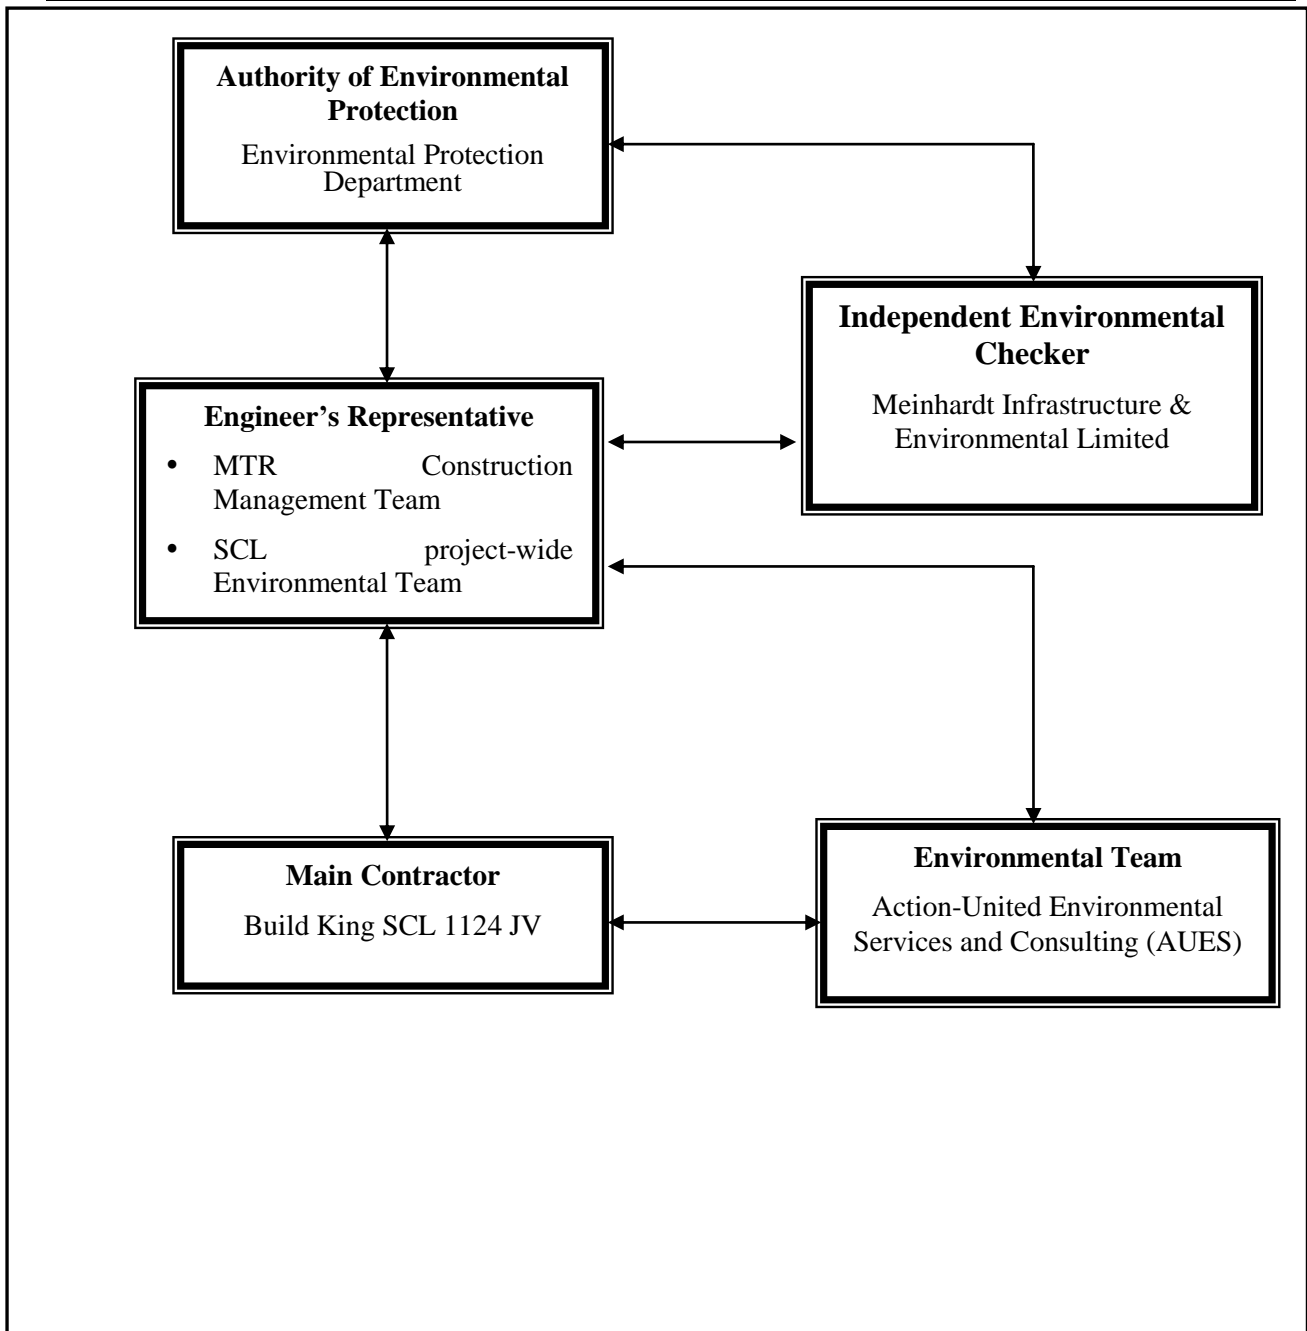 Authority of Environmental
Protection
Environmental Protection
Department
Independent Environmental
Checker
Meinhardt Infrastructure &
Environmental Limited
Engineer’s Representative
• MTR Construction
Management Team
• SCL project-wide
Environmental Team
Main Contractor
Build King SCL 1124 JV
Environmental Team
Action-United Environmental
Services and Consulting (AUES)